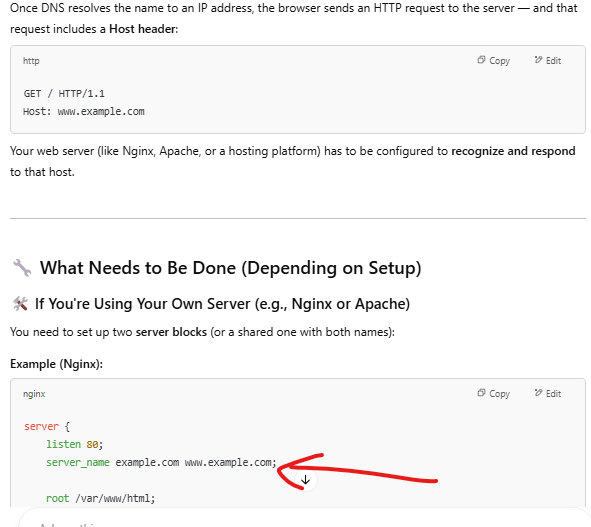 Once DNS resolves the name to an IP address, the browser sends an HTTP request to the server — and that
request includes a Host header:
http
Copy
Edit
GET / HTTP/1.1
Host: www.example.com
Your web server (like Nginx, Apache, or a hosting platform) has to be configured to recognize and respond
to that host.
🔧 What Needs to Be Done (Depending on Setup)
🛠️ If You're Using Your Own Server (e.g., Nginx or Apache)
You need to set up two server blocks (or a shared one with both names):
Example (Nginx):
nginx
Copy
Edit
server {
listen 80;
server_name example.com www.example.com;
root /var/www/html;